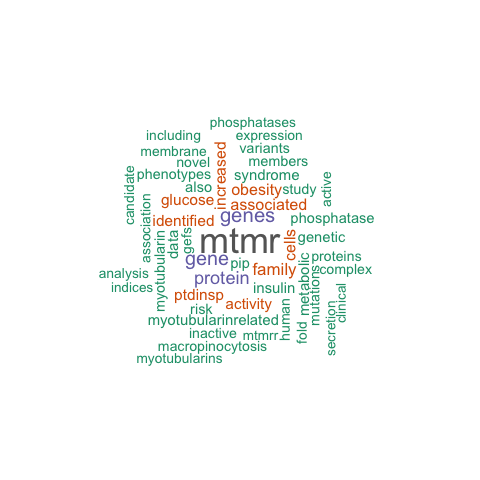 phosphatases
including
expression
membrane
variants
novel
members
increased
phenotypes
syndrome
candidate
also
obesity
study
active
glucose
associated
genes
identified
phosphatase
association
myotubularin
data
gefs
mtmr
cells
genetic
gene
pip
family
metabolic
proteins
complex
analysis
protein
insulin
mutations
indices
ptdinsp
activity
clinical
risk
human
myotubularinrelated
fold
secretion
inactive
mtmrr
macropinocytosis
myotubularins